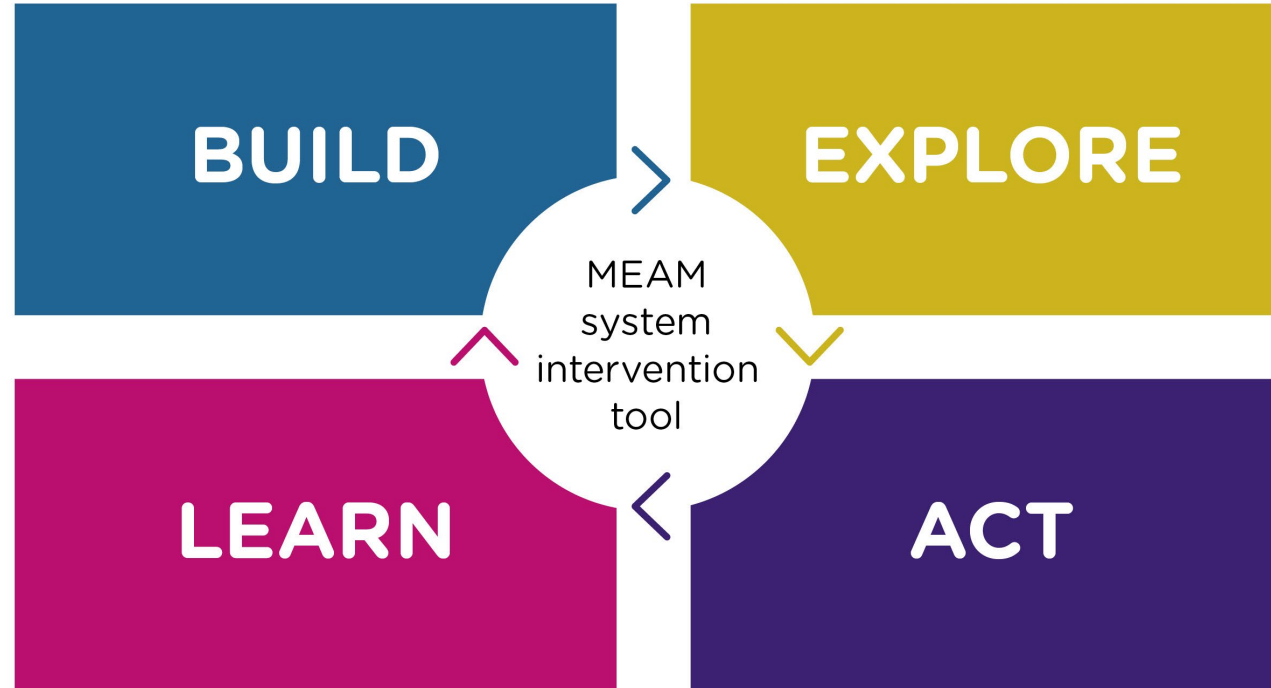 BUILD
EXPLORE
MEAM
system
intervention
tool
LEARN
ACT